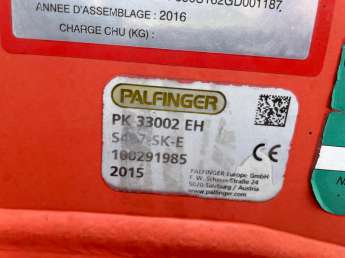 ANNEE D'ASSEMBLAGE : 2016
CHARGE CHU (KG) :
PALFINGER
PK 33002 EH
100291985
2015
CE
PALFINGER Europe GmbH
F. W. Scherer-Straße 24
5020 Salzburg / Austria
www.palfinger.com